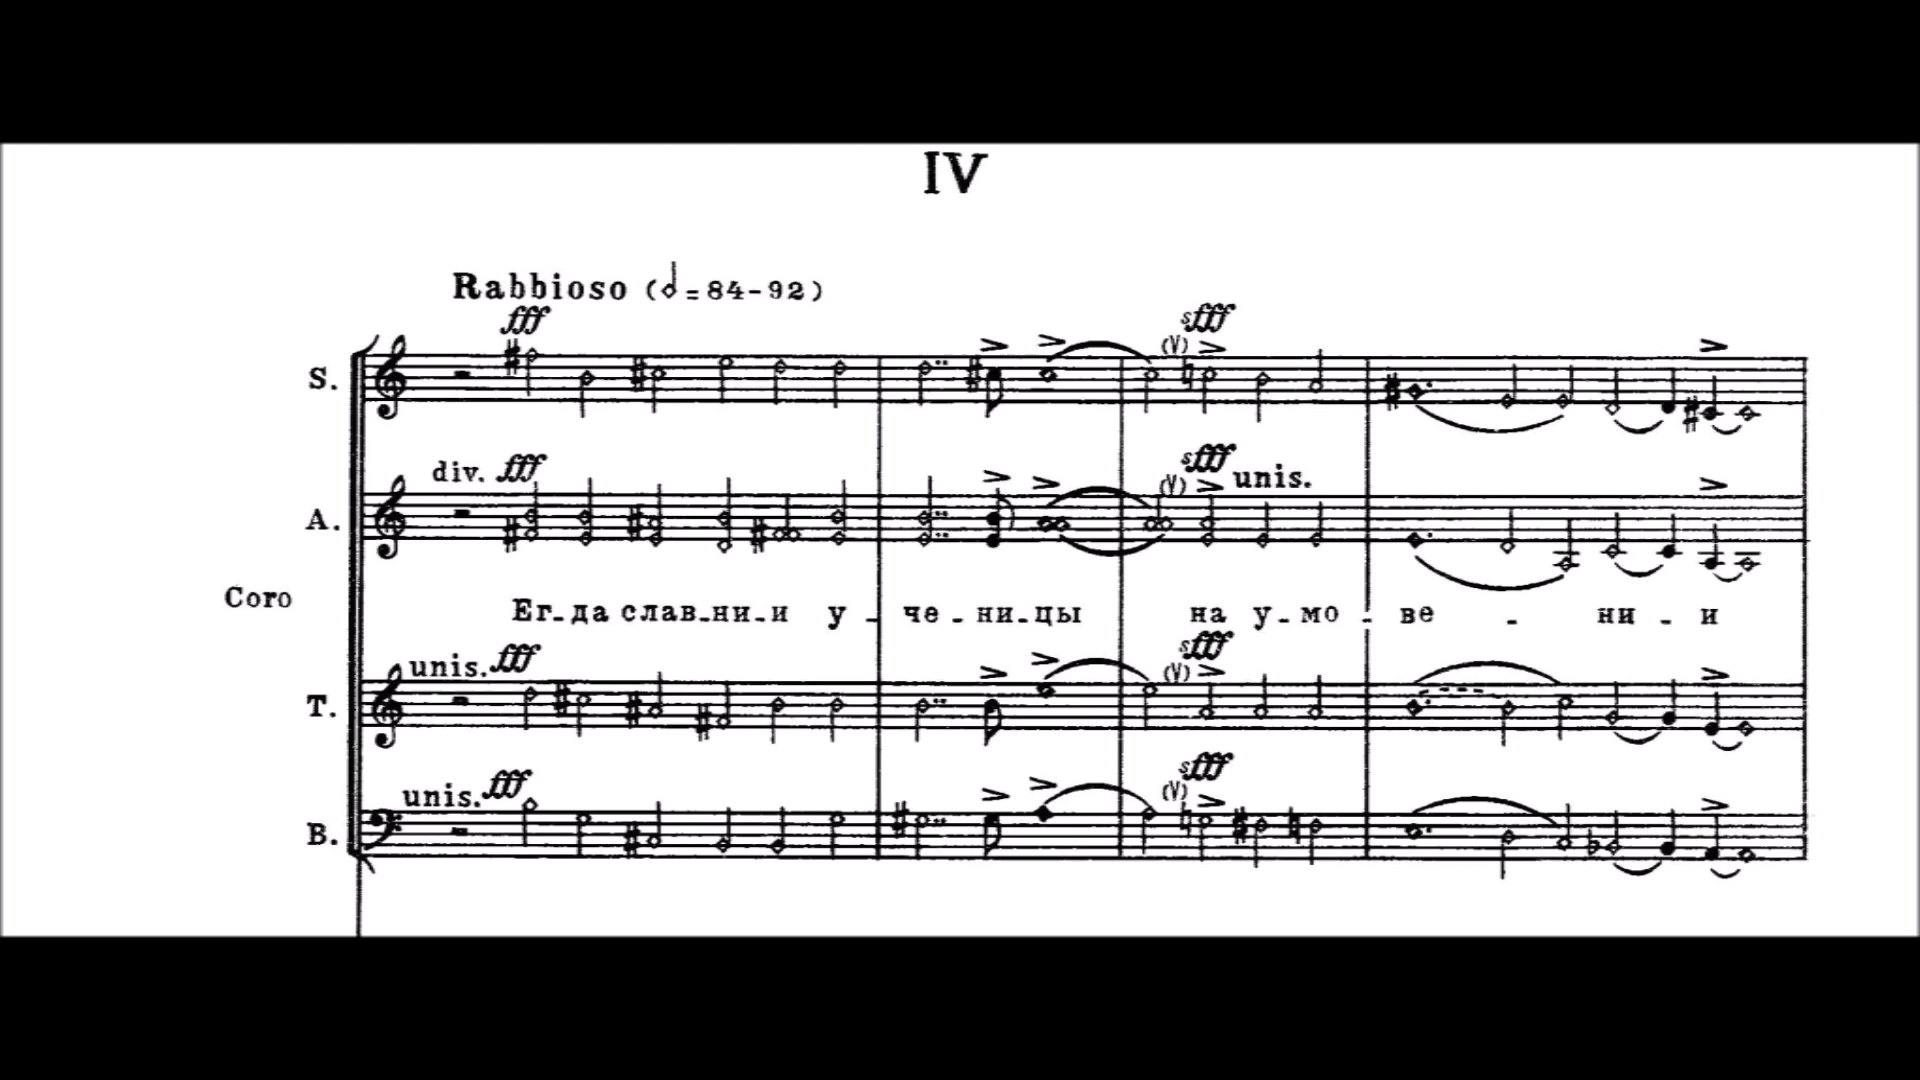 IV
Rabbioso (𝅗𝅥=84-92)
fff
sfff
(V)
S.
div. fff
sfff
(V) unis.
A.
Coro
Ег-да слав-ни-и у - че - ни-цы на у-мо - ве - ни - и
unis. fff
sfff
(V)
T.
unis. fff
sfff
(V)
B.